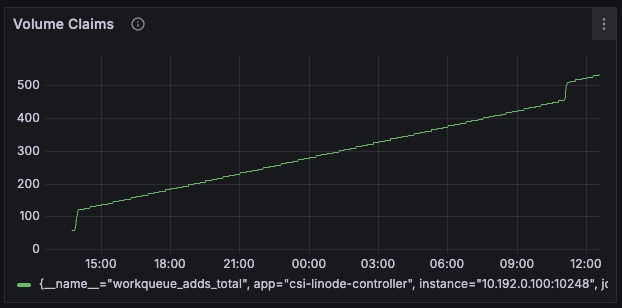 Volume Claims
500
400
300
200
100
0
15:00 18:00 21:00 00:00 03:00 06:00 09:00 12:00
{__name__="workqueue_adds_total", app="csi-linode-controller", instance="10.192.0.100:10248", jo